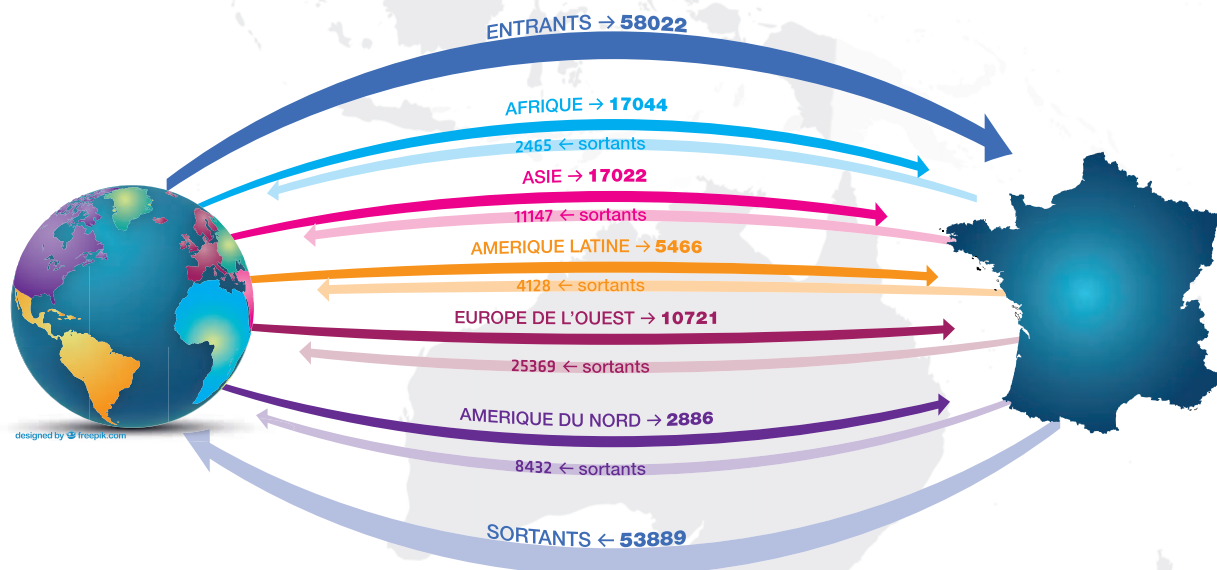 ENTRANTS → 58022
AFRIQUE → 17044
2465 ← sortants
ASIE → 17022
11147 ← sortants
AMERIQUE LATINE → 5466
4128 ← sortants
EUROPE DE L'OUEST → 10721
25369 ← sortants
AMERIQUE DU NORD → 2886
designed by freepik.com
8432 ← sortants
SORTANTS ← 53889